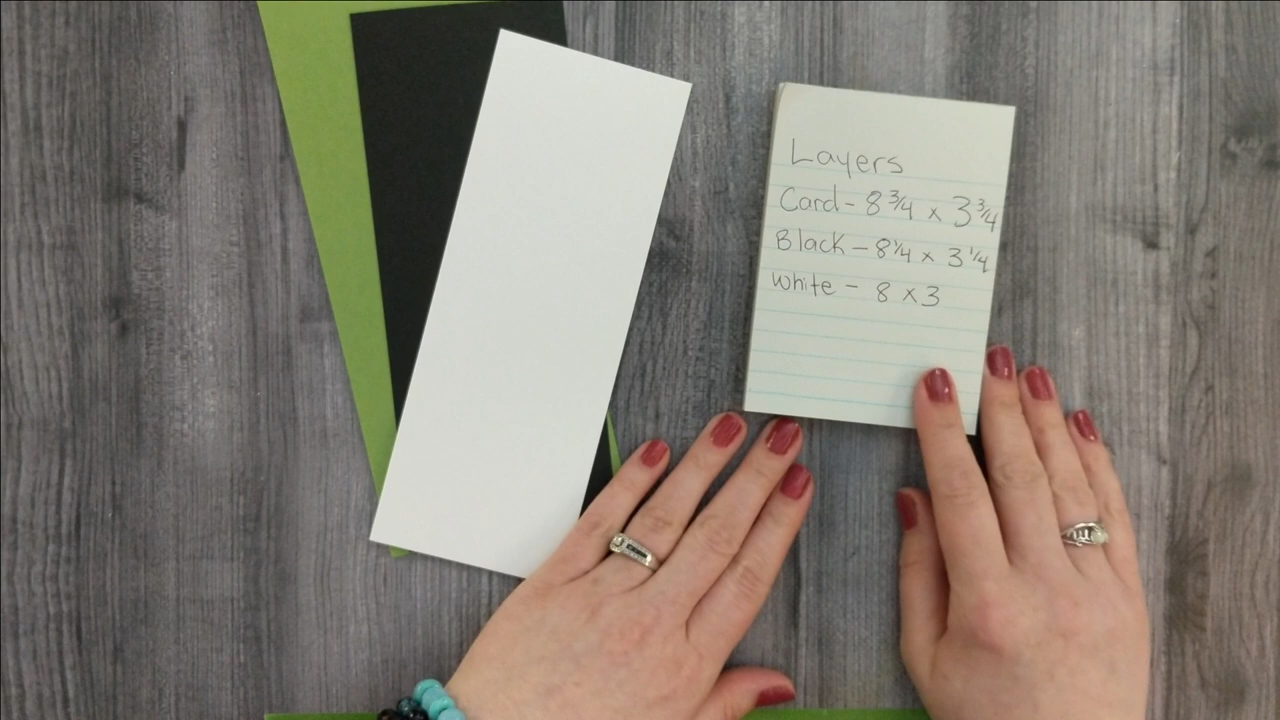 Layers
Card - 8 3/4 x 3 3/4
Black - 8 1/4 x 3 1/4
White - 8 x 3